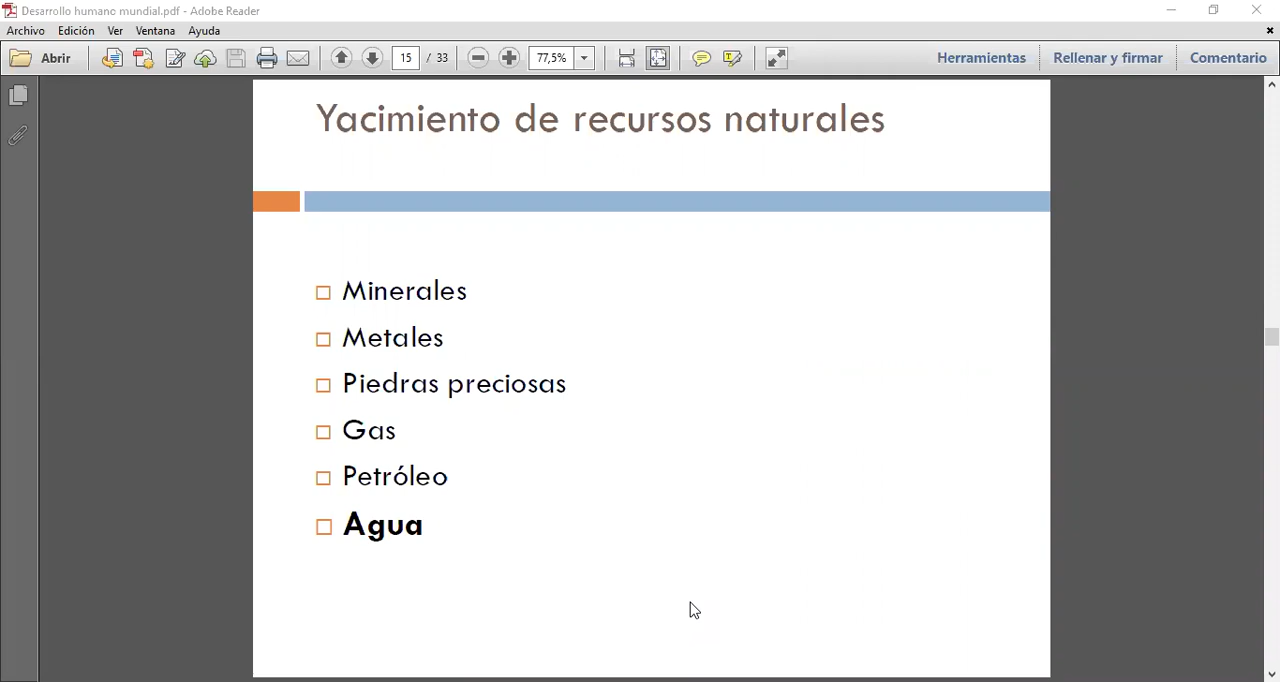 Desarrollo humano mundial.pdf - Adobe Reader
Archivo Edición Ver Ventana Ayuda
Abrir 15 / 33 77,5% Herramientas Rellenar y firmar Comentario
Yacimiento de recursos naturales
Minerales
Metales
Piedras preciosas
Gas
Petróleo
Agua